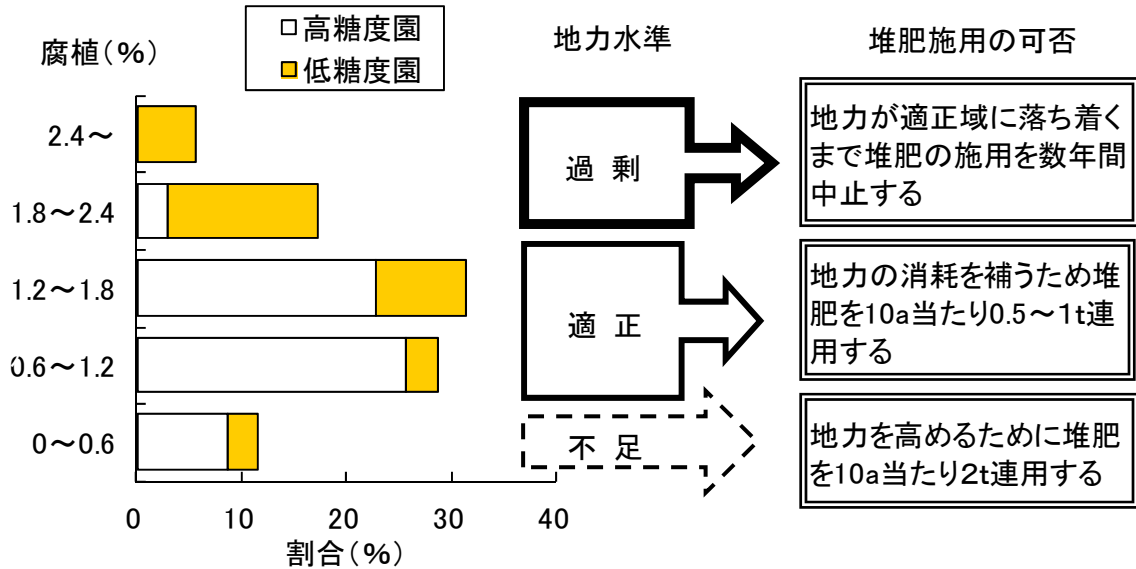 腐植(%)
高糖度園
低糖度園
地力水準
堆肥施用の可否
2.4～
1.8～2.4
1.2～1.8
0.6～1.2
0～0.6
0
10
20
30
40
割合(%)
過 剰
適 正
不 足
地力が適正域に落ち着く
まで堆肥の施用を数年間
中止する
地力の消耗を補うため堆
肥を10a当たり0.5～1t連
用する
地力を高めるために堆肥
を10a当たり2t連用する